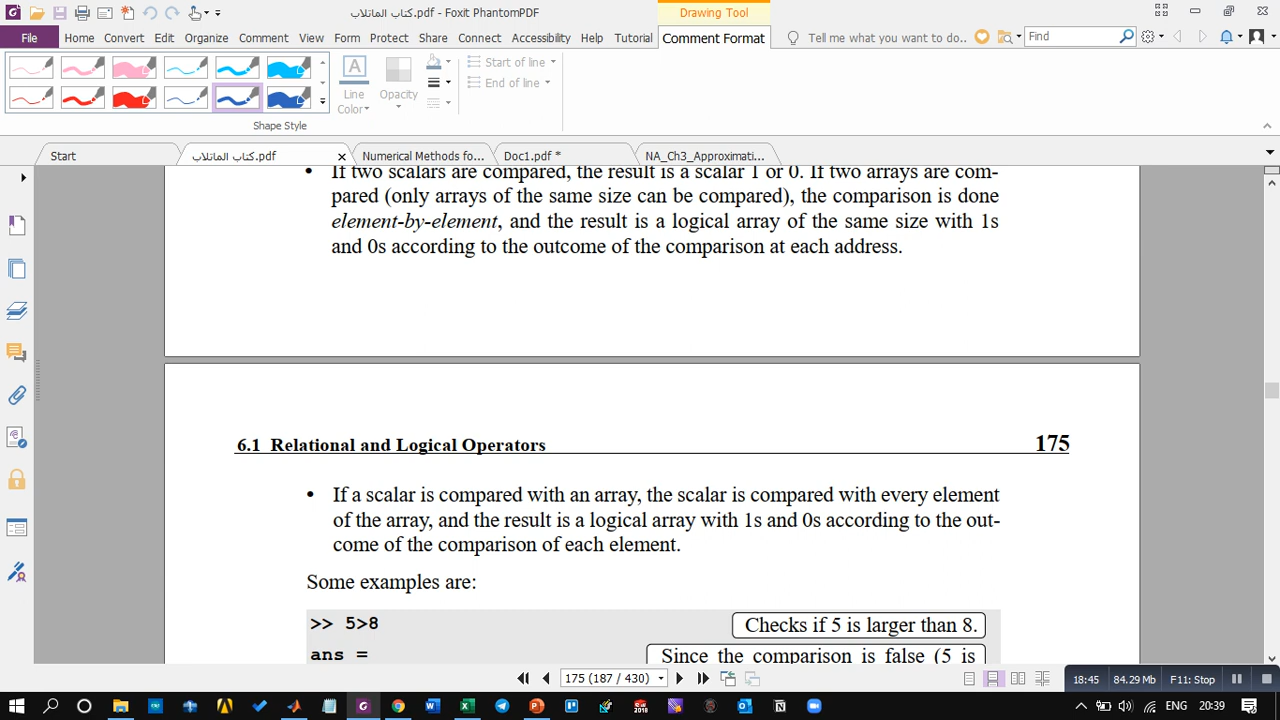 كتاب الماتلاب.pdf - Foxit PhantomPDF
Drawing Tool
File Home Convert Edit Organize Comment View Form Protect Share Connect Accessibility Help Tutorial Comment Format Tell me what you want to do.. Find
Line Color
Opacity
Start of line
End of line
Shape Style
Start
كتاب الماتلاب.pdf
Numerical Methods fo...
Doc1.pdf *
NA_Ch3_Approximati...
• If two scalars are compared, the result is a scalar 1 or 0. If two arrays are com-
pared (only arrays of the same size can be compared), the comparison is done
element-by-element, and the result is a logical array of the same size with 1s
and 0s according to the outcome of the comparison at each address.
6.1 Relational and Logical Operators 175
• If a scalar is compared with an array, the scalar is compared with every element
of the array, and the result is a logical array with 1s and 0s according to the out-
come of the comparison of each element.
Some examples are:
>> 5>8 Checks if 5 is larger than 8.
ans = Since the comparison is false (5 is
175 (187 / 430)
18:45 84.29 Mb F11: Stop
ENG 20:39